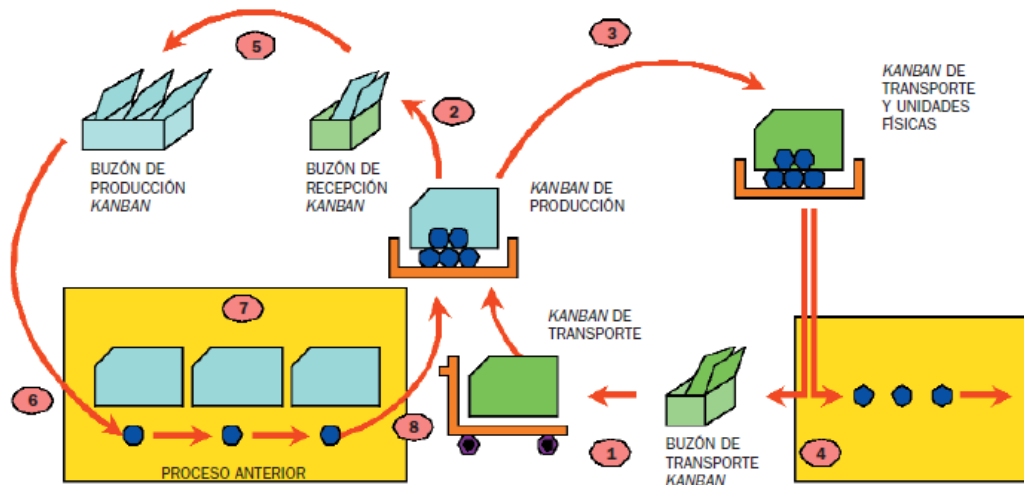 5
3
2
KANBAN DE
TRANSPORTE
Y UNIDADES
FÍSICAS
BUZÓN DE
PRODUCCIÓN
KANBAN
BUZÓN DE
RECEPCIÓN
KANBAN
KANBAN DE
PRODUCCIÓN
7
KANBAN DE
TRANSPORTE
6
8
1
4
PROCESO ANTERIOR
BUZÓN DE
TRANSPORTE
KANBAN